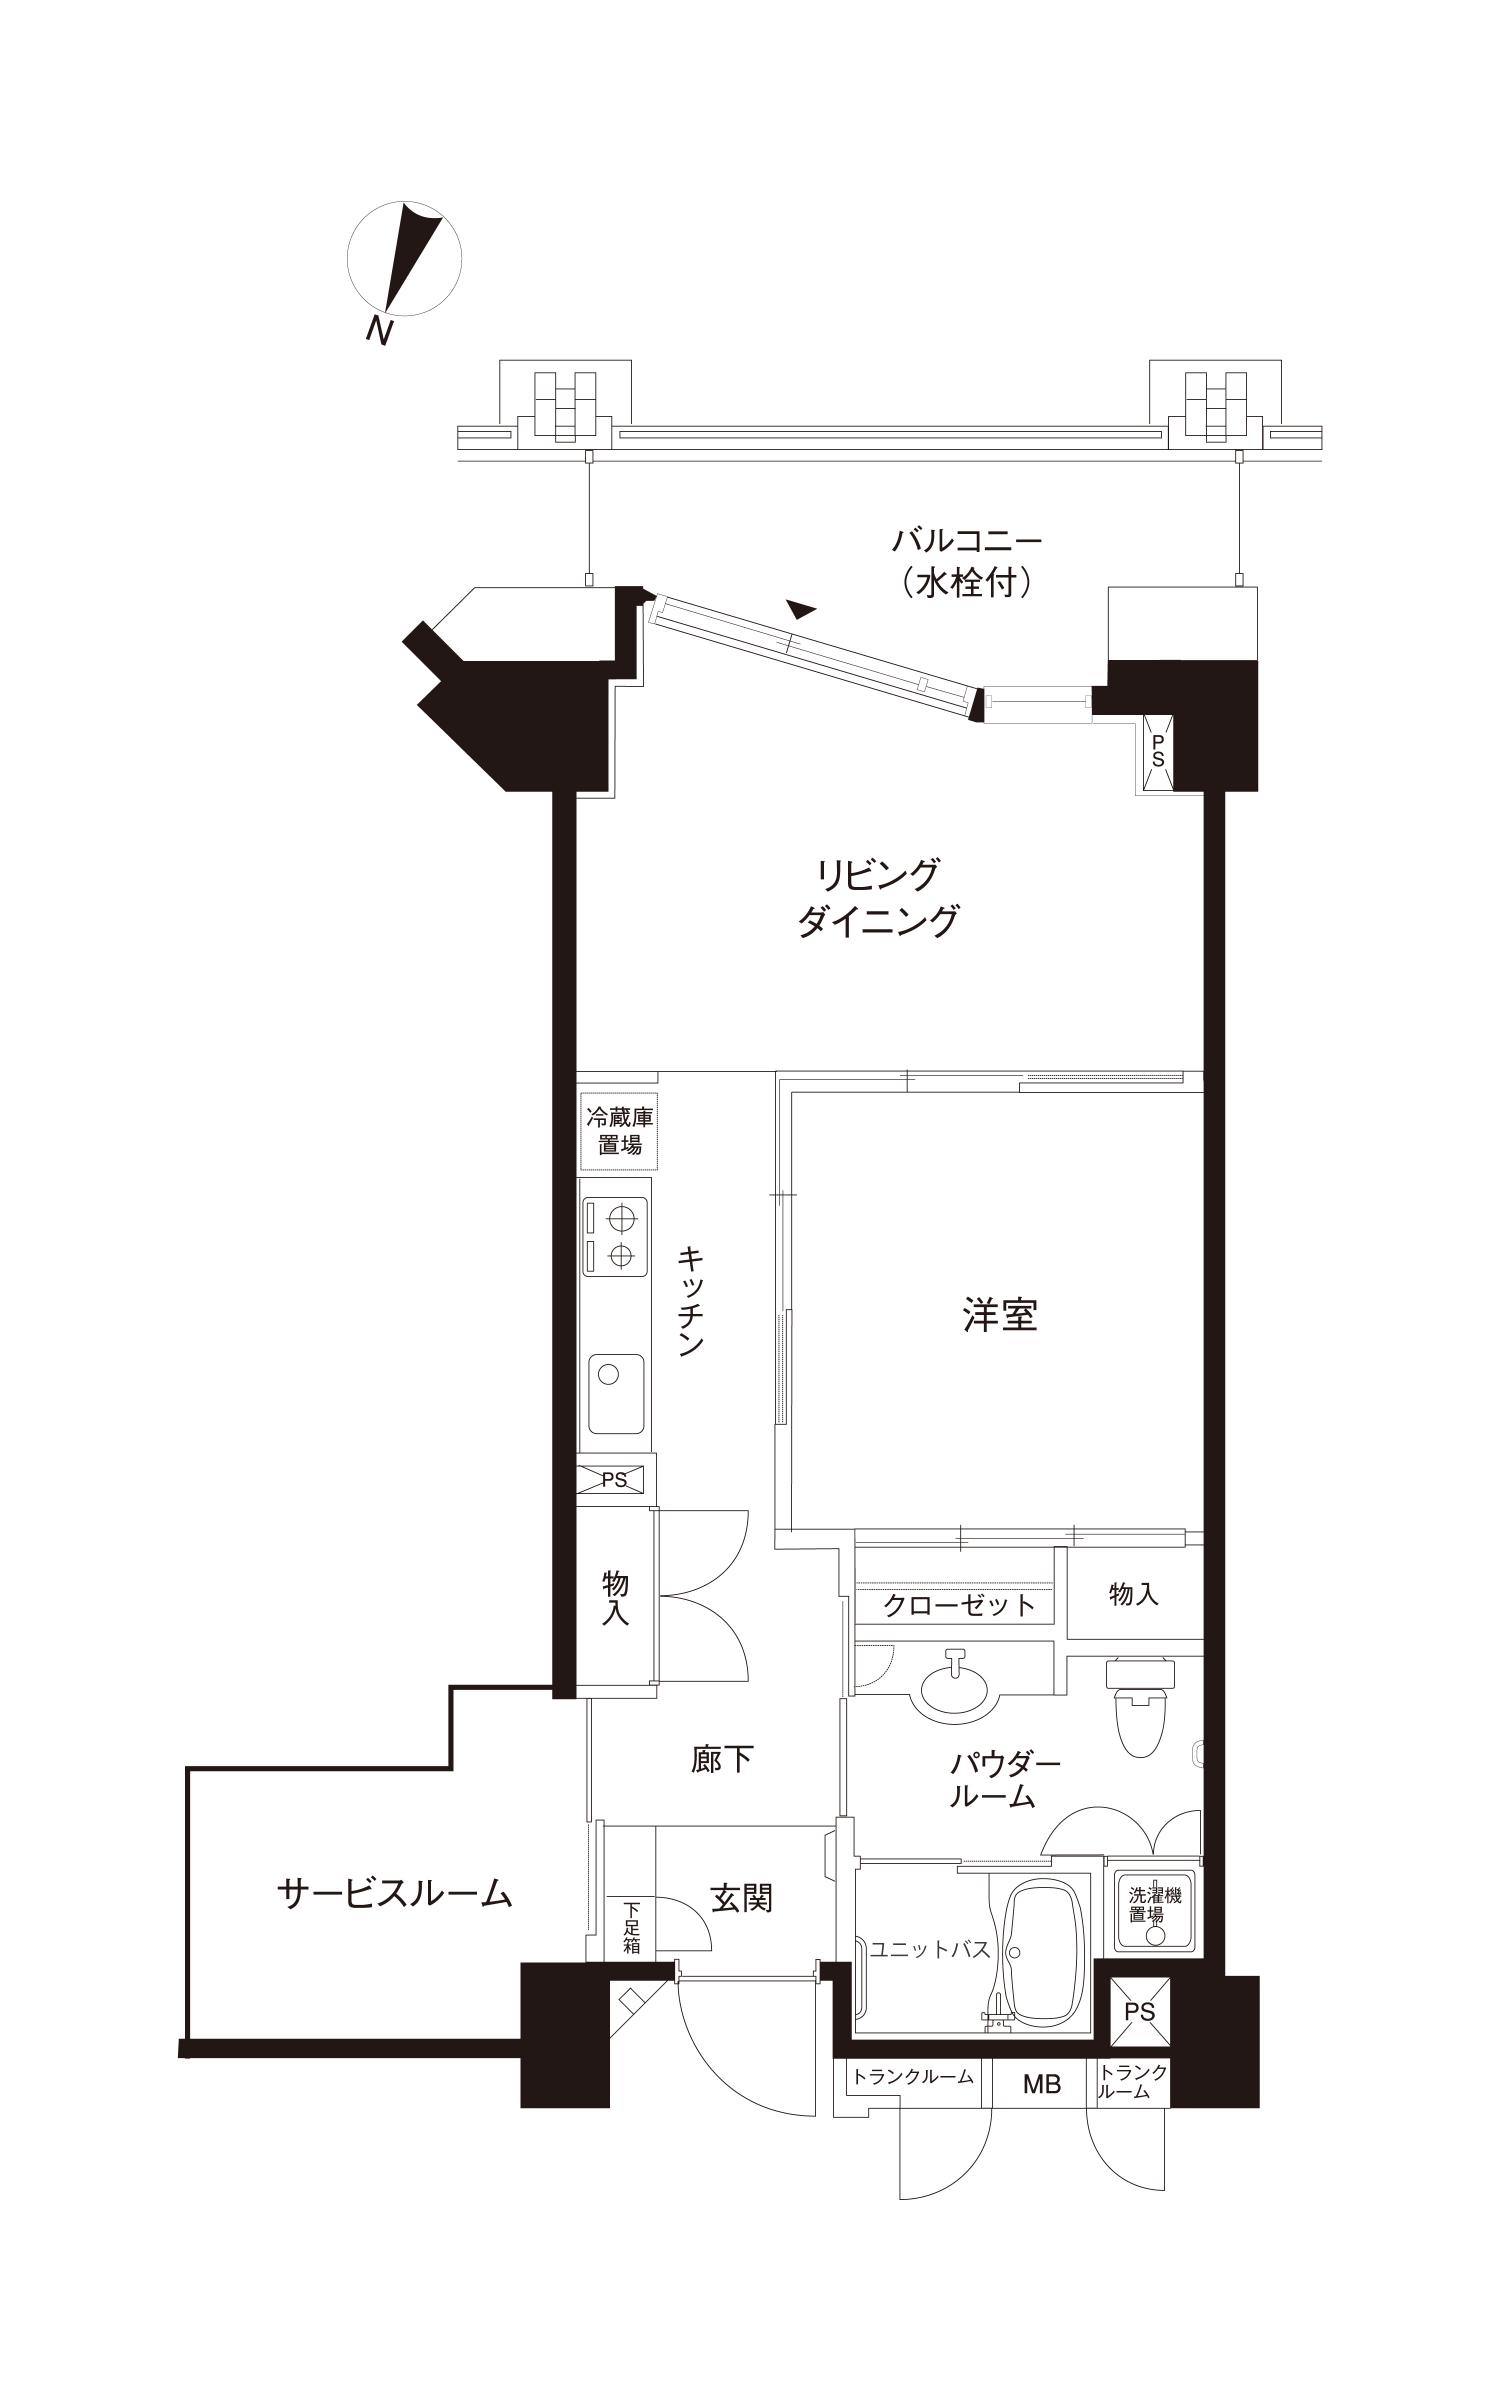 N
バルコニー
（水栓付）
PS
リビング
ダイニング
冷蔵庫
置場
キッチン
洋室
PS
物入
クローゼット
物入
廊下
パウダー
ルーム
サービスルーム
下足箱
玄関
ユニットバス
洗濯機
置場
PS
トランクルーム
MB
トランク
ルーム